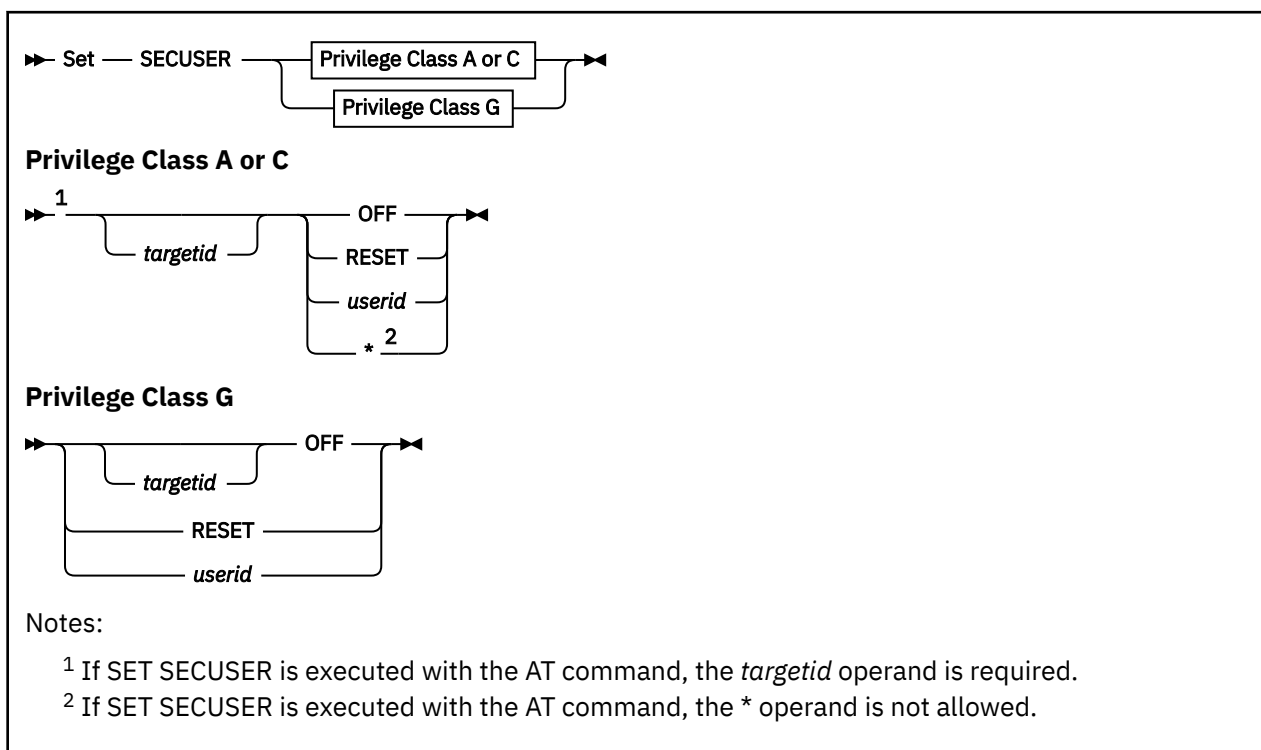 Set SECUSER Privilege Class A or C
Privilege Class G
Privilege Class A or C
1
targetid
OFF
RESET
userid
* 2
Privilege Class G
targetid
OFF
RESET
userid
Notes:
1 If SET SECUSER is executed with the AT command, the targetid operand is required.
2 If SET SECUSER is executed with the AT command, the * operand is not allowed.